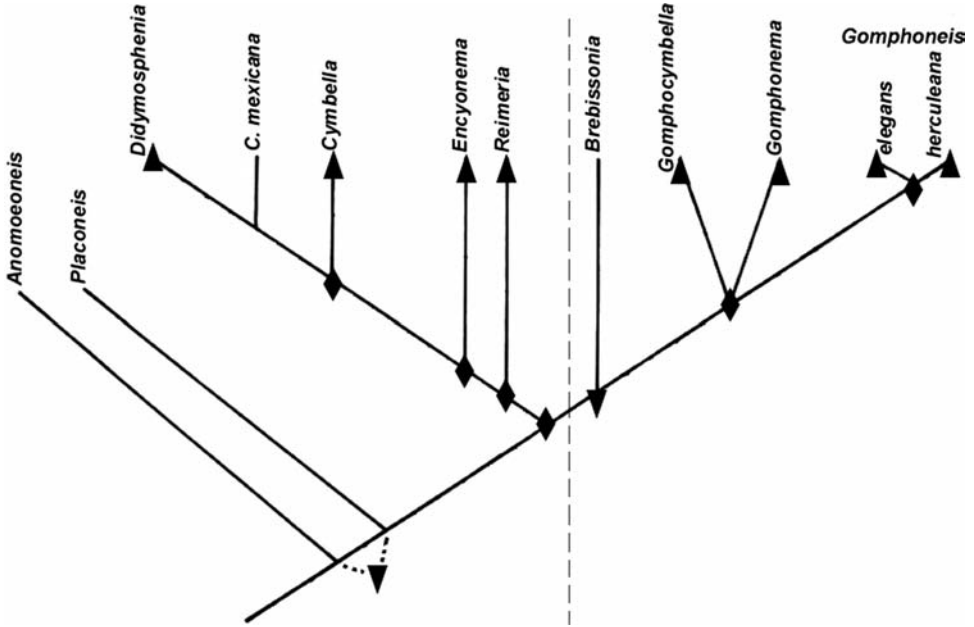 Anomoeoneis
Placoneis
Didymosphenia
C. mexicana
Cymbella
Encyonema
Reimeria
Brebissonia
Gomphocymbella
Gomphonema
Gomphoneis
elegans
herculeana